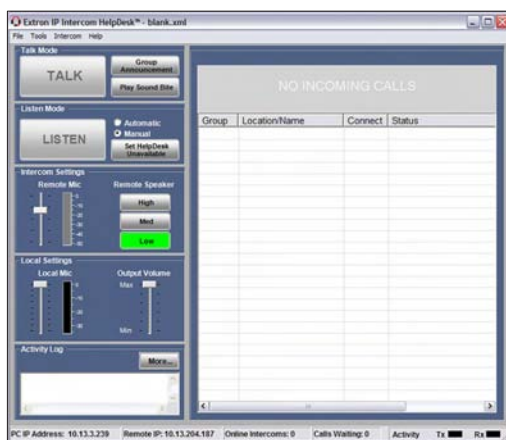 Extron IP Intercom HelpDesk™ - blank.xml
File Tools Intercom Help
Talk Mode
TALK
Group Announcement
Play Sound Bite
Listen Mode
LISTEN
Automatic
Manual
Set HelpDesk Unavailable
Intercom Settings
Remote Mic
Remote Speaker
High
Med
Low
Local Settings
Local Mic
Output Volume
Max
Min
Activity Log
More...
NO INCOMING CALLS
Group Location/Name Connect Status
PC IP Address: 10.13.3.239 Remote IP: 10.13.204.187 Online Intercoms: 0 Calls Waiting: 0 Activity Tx Rx